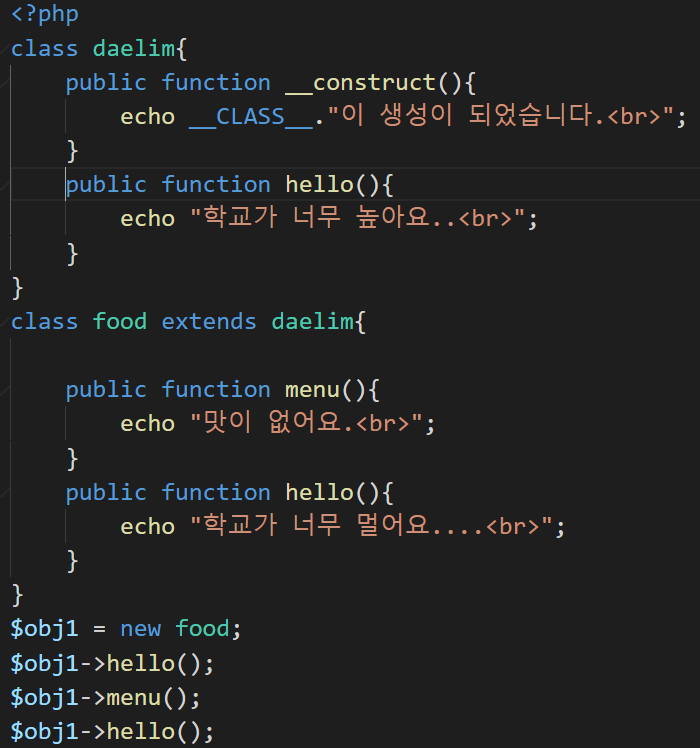 <?php
class daelim{
    public function __construct(){
        echo __CLASS__."이 생성이 되었습니다.<br>";
    }
    public function hello(){
        echo "학교가 너무 높아요..<br>";
    }
}
class food extends daelim{
    public function menu(){
        echo "맛이 없어요.<br>";
    }
    public function hello(){
        echo "학교가 너무 멀어요....<br>";
    }
}
$obj1 = new food;
$obj1->hello();
$obj1->menu();
$obj1->hello();